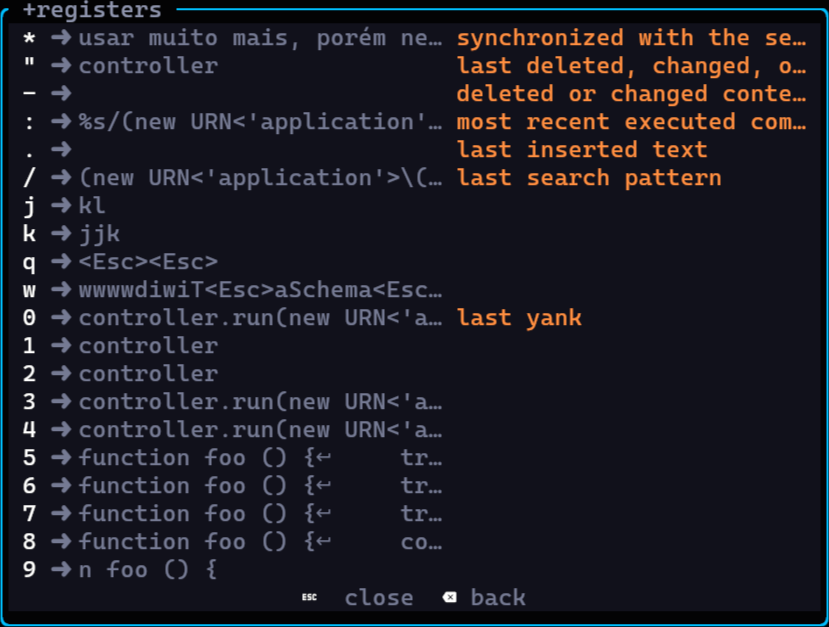 +registers
* ➜ usar muito mais, porém ne… synchronized with the se…
" ➜ controller last deleted, changed, o…
- ➜ deleted or changed conte…
: ➜ %s/(new URN<'application'… most recent executed com…
. ➜ last inserted text
/ ➜ (new URN<'application'>\(… last search pattern
j ➜ kl
k ➜ jjk
q ➜ <Esc><Esc>
w ➜ wwwwdiwiT<Esc>aSchema<Esc…
0 ➜ controller.run(new URN<'a… last yank
1 ➜ controller
2 ➜ controller
3 ➜ controller.run(new URN<'a…
4 ➜ controller.run(new URN<'a…
5 ➜ function foo () {↩ tr…
6 ➜ function foo () {↩ tr…
7 ➜ function foo () {↩ tr…
8 ➜ function foo () {↩ co…
9 ➜ n foo () {
ESC close ⌫ back